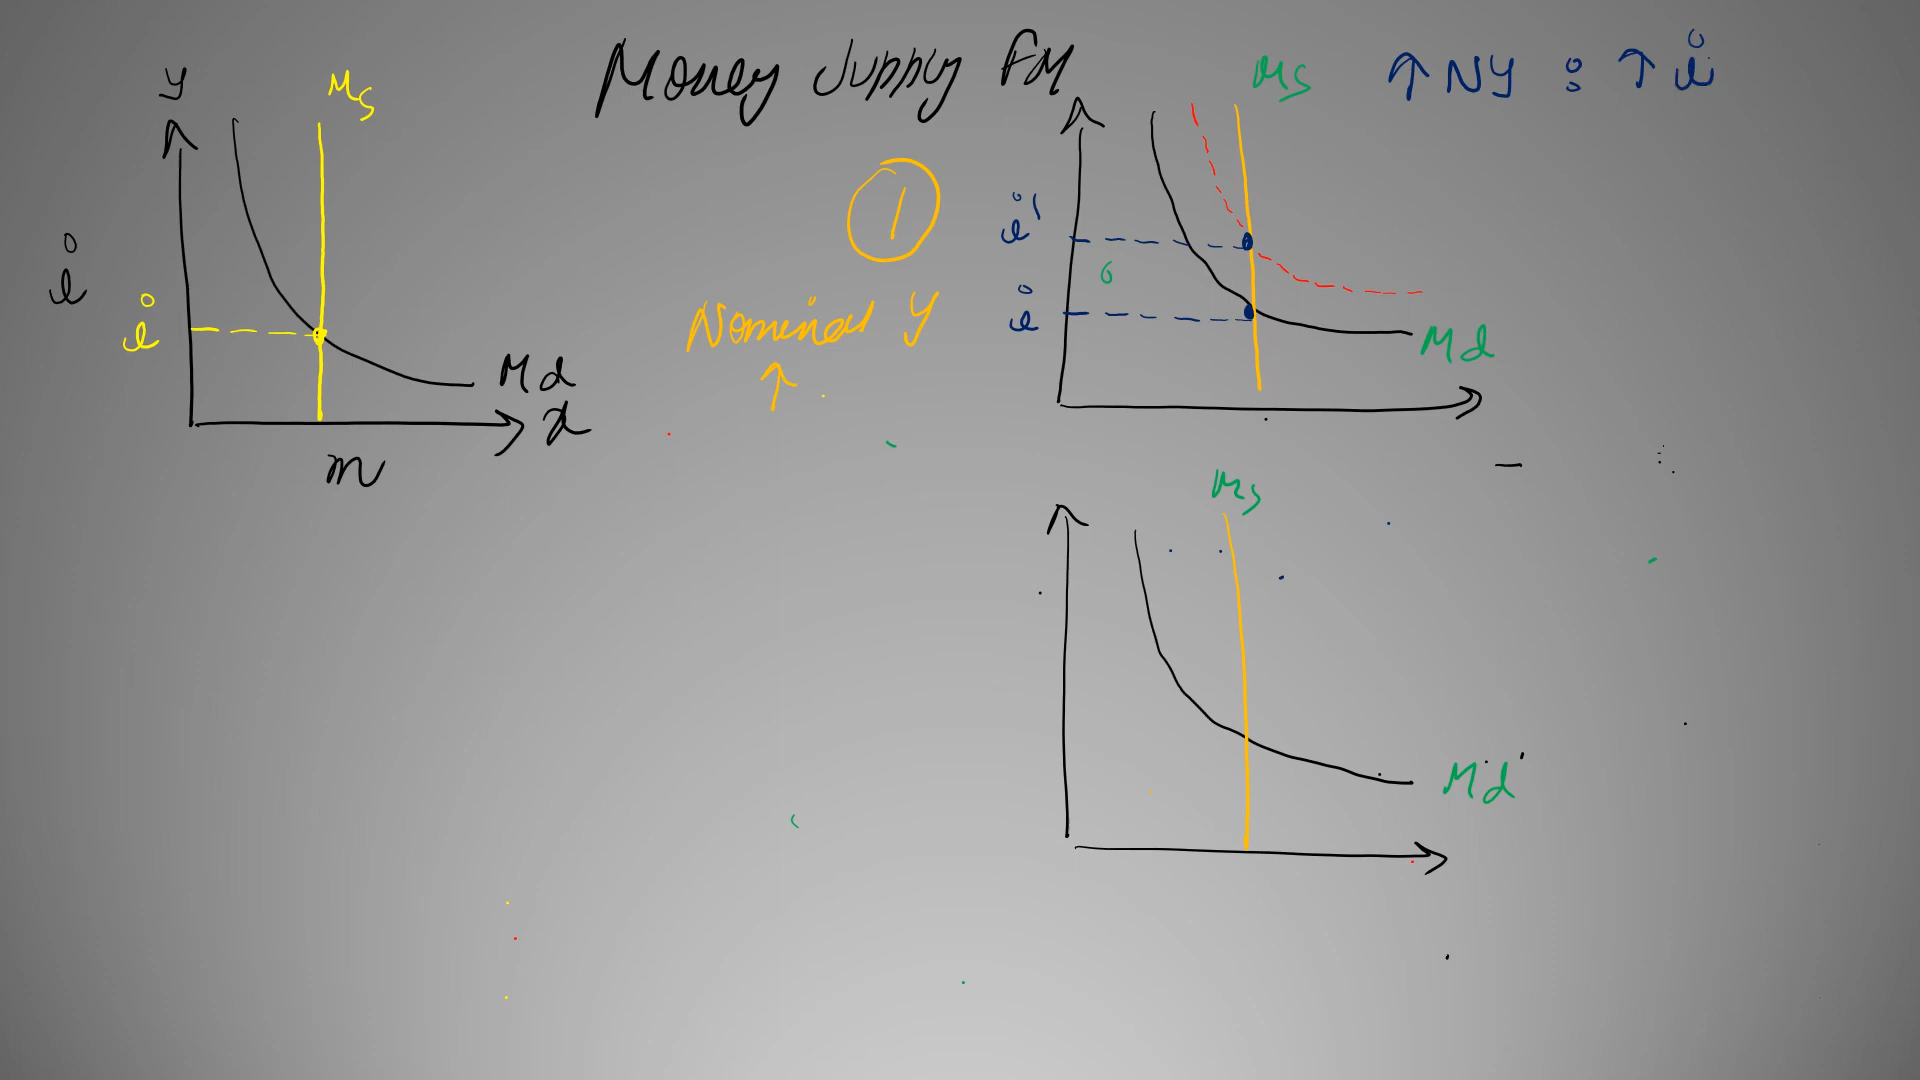 Money Supply FM
y
Ms
i
i
Md
x
m
1
Nominal Y
↑
Ms
↑ NY : ↑ i
i'
i
Md
Ms
Md'